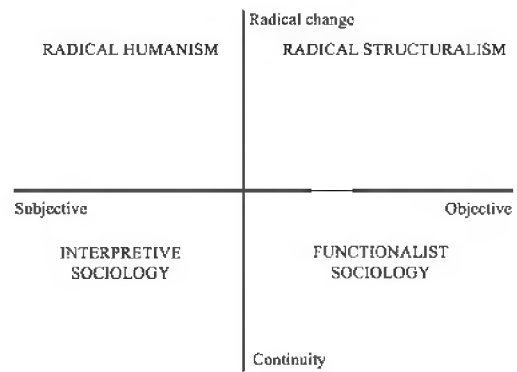 Radical change
RADICAL HUMANISM
RADICAL STRUCTURALISM
Subjective
Objective
INTERPRETIVE
SOCIOLOGY
FUNCTIONALIST
SOCIOLOGY
Continuity